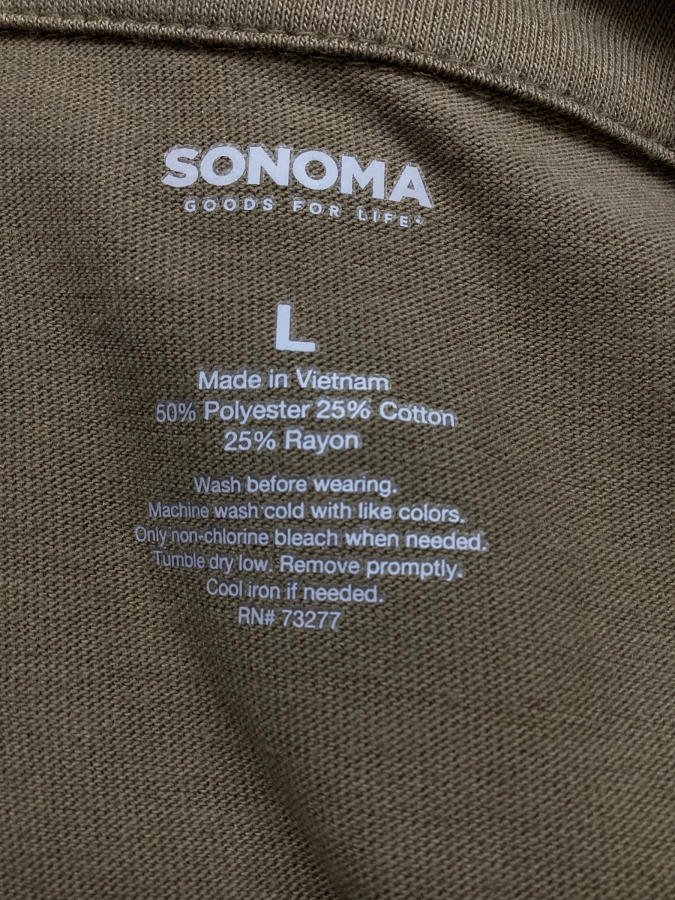 SONOMA
GOODS FOR LIFE™
L
Made in Vietnam
50% Polyester 25% Cotton
25% Rayon
Wash before wearing.
Machine wash cold with like colors.
Only non-chlorine bleach when needed.
Tumble dry low. Remove promptly.
Cool iron if needed.
RN# 73277